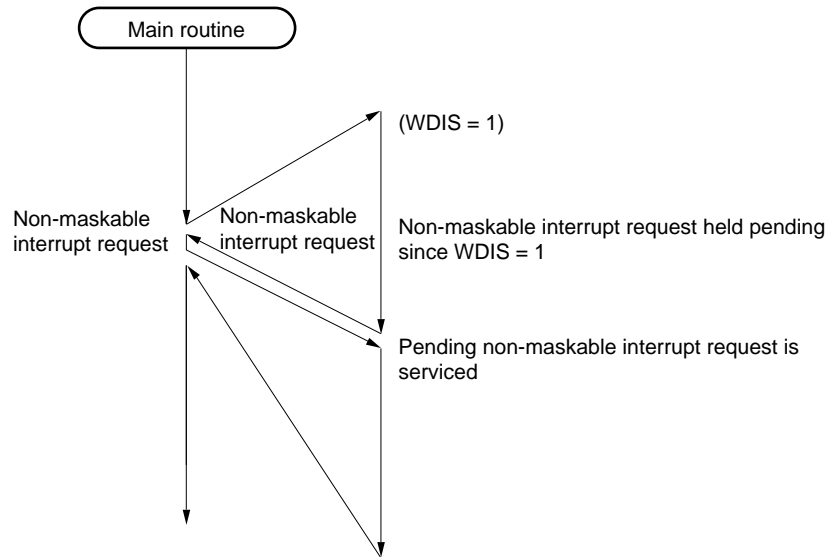 Main routine
(WDIS = 1)
Non-maskable
interrupt request
Non-maskable
interrupt request
Non-maskable interrupt request held pending
since WDIS = 1
Pending non-maskable interrupt request is
serviced